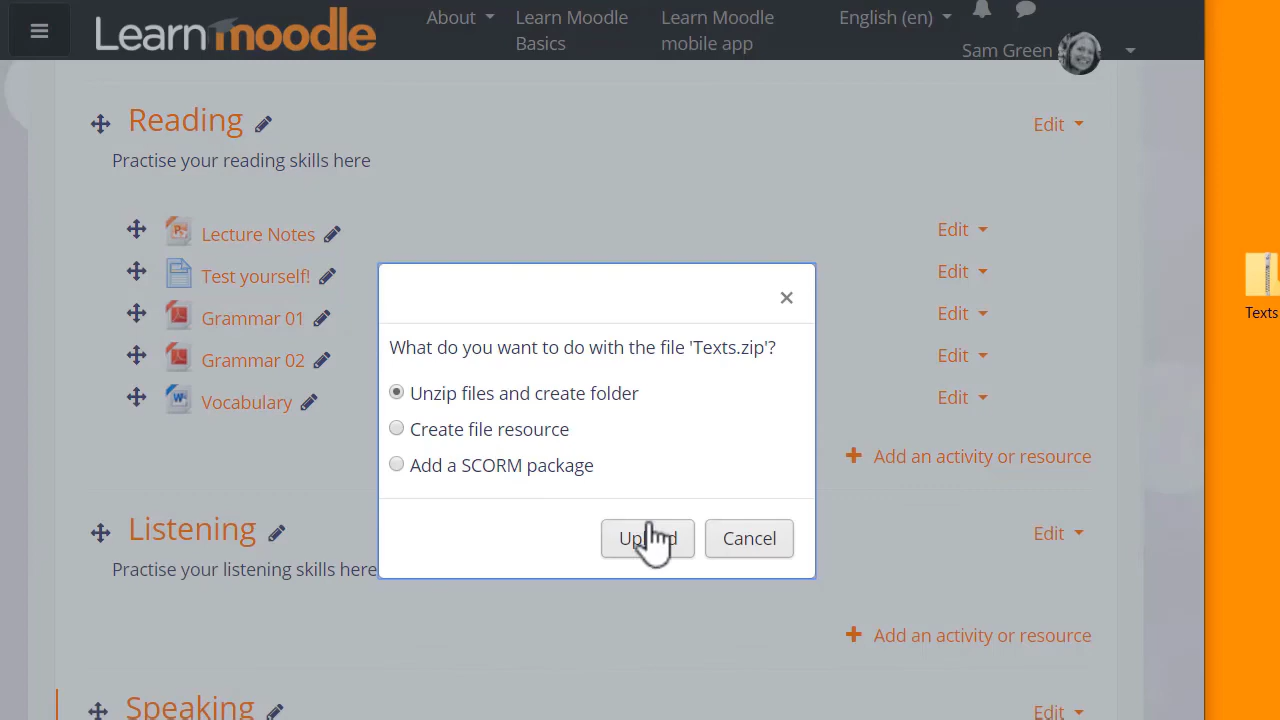 Learn moodle
About
Learn Moodle Basics
Learn Moodle mobile app
English (en)
Sam Green
Reading
Edit
Practise your reading skills here
Lecture Notes
Edit
Test yourself!
Edit
Grammar 01
Edit
Grammar 02
Edit
Vocabulary
Edit
+ Add an activity or resource
What do you want to do with the file 'Texts.zip'?
Unzip files and create folder
Create file resource
Add a SCORM package
Cancel
Listening
Edit
Practise your listening skills here
+ Add an activity or resource
Speaking
Edit
Texts